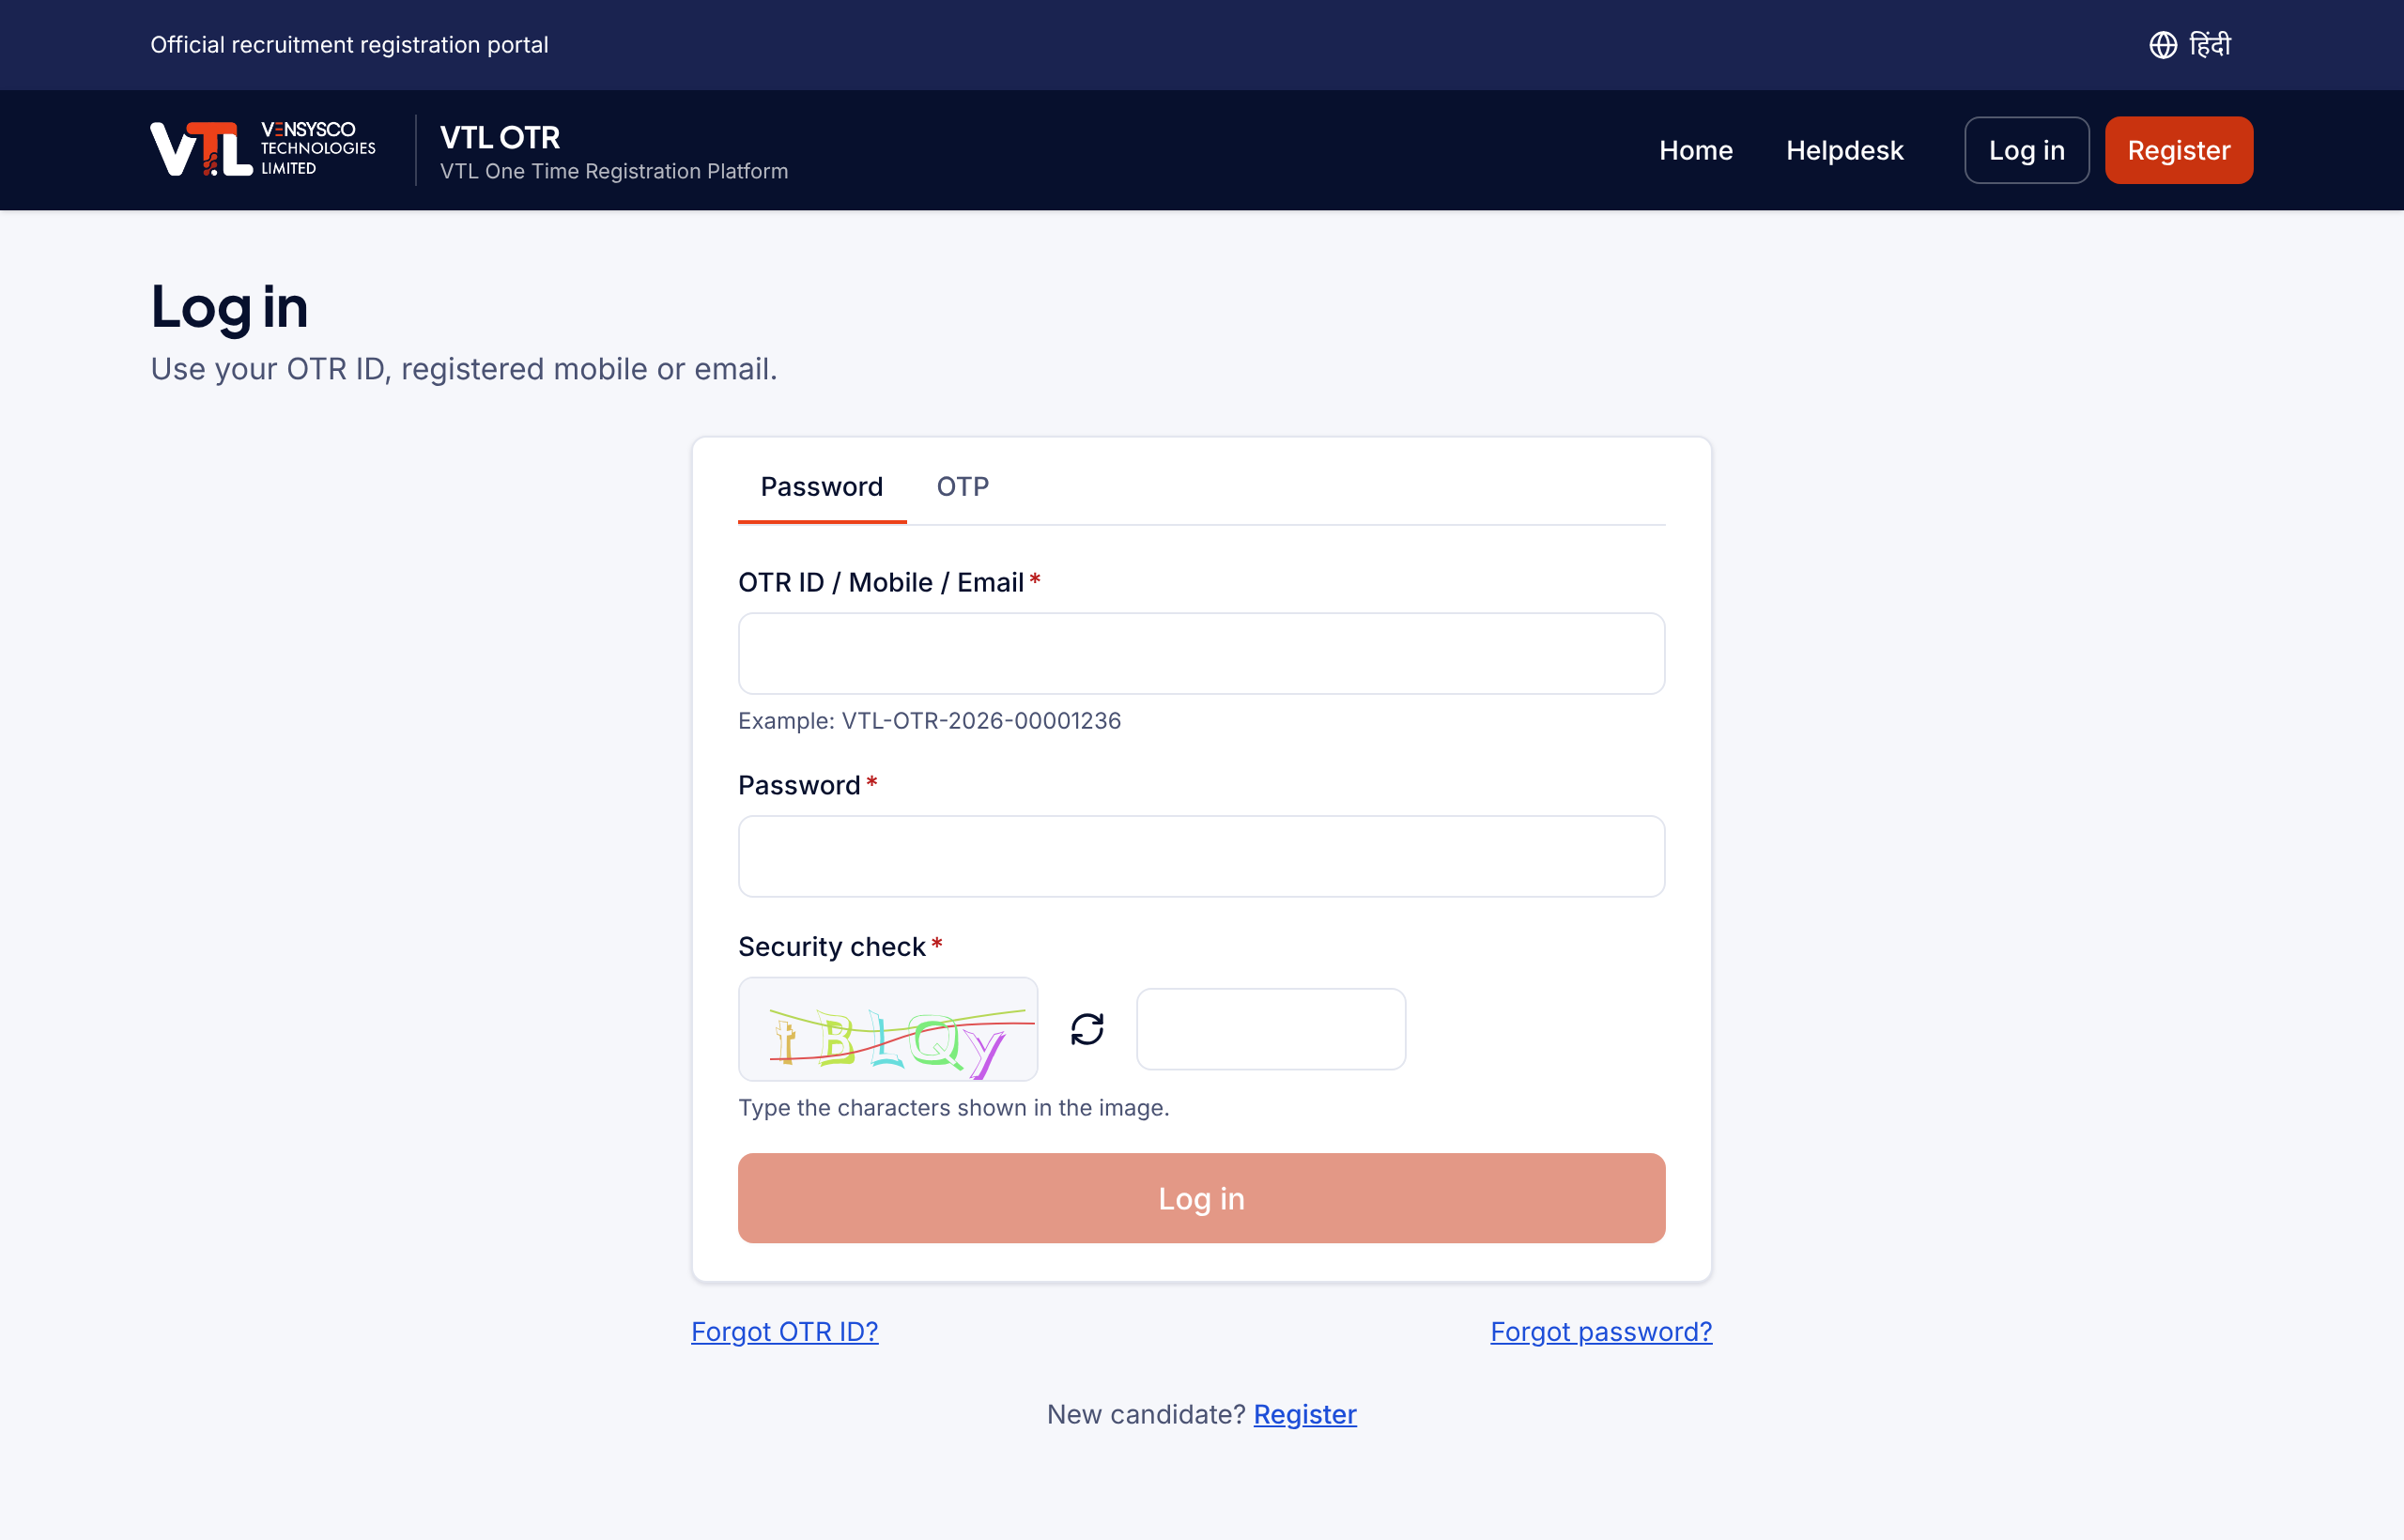 Official recruitment registration portal
हिंदी
VTL
VENSYSCO
TECHNOLOGIES
LIMITED
VTL OTR
VTL One Time Registration Platform
Home
Helpdesk
Log in
Register
Log in
Use your OTR ID, registered mobile or email.
Password
OTP
OTR ID / Mobile / Email*
Example: VTL-OTR-2026-00001236
Password*
Security check*
Type the characters shown in the image.
Log in
Forgot OTR ID?
Forgot password?
New candidate? Register